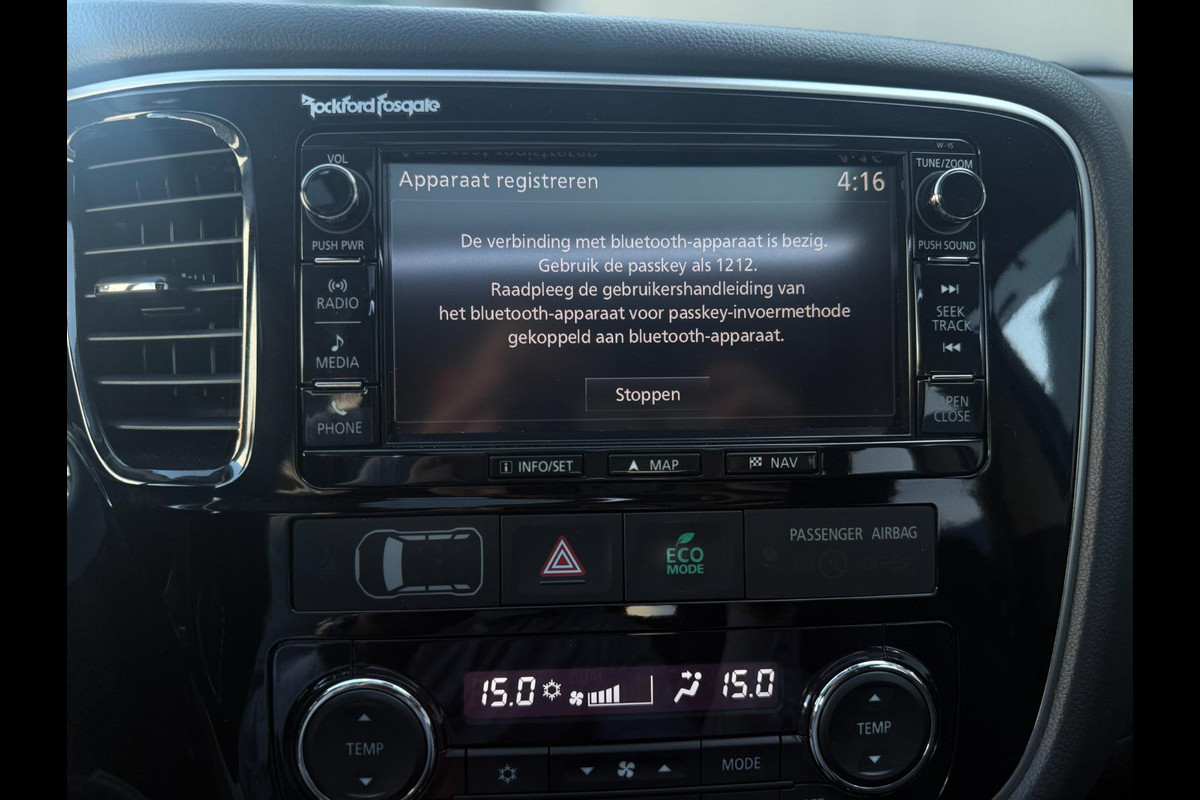 Rockford Fosgate
W-15
VOL
TUNE/ZOOM
Apparaat registreren
4:16
PUSH PWR
PUSH SOUND
De verbinding met bluetooth-apparaat is bezig.
Gebruik de passkey als 1212.
Raadpleeg de gebruikershandleiding van
het bluetooth-apparaat voor passkey-invoermethode
gekoppeld aan bluetooth-apparaat.
Stoppen
RADIO
MEDIA
PHONE
SEEK
TRACK
OPEN
CLOSE
INFO/SET
MAP
NAV
ECO
MODE
PASSENGER AIRBAG
15.0
15.0
TEMP
TEMP
MODE